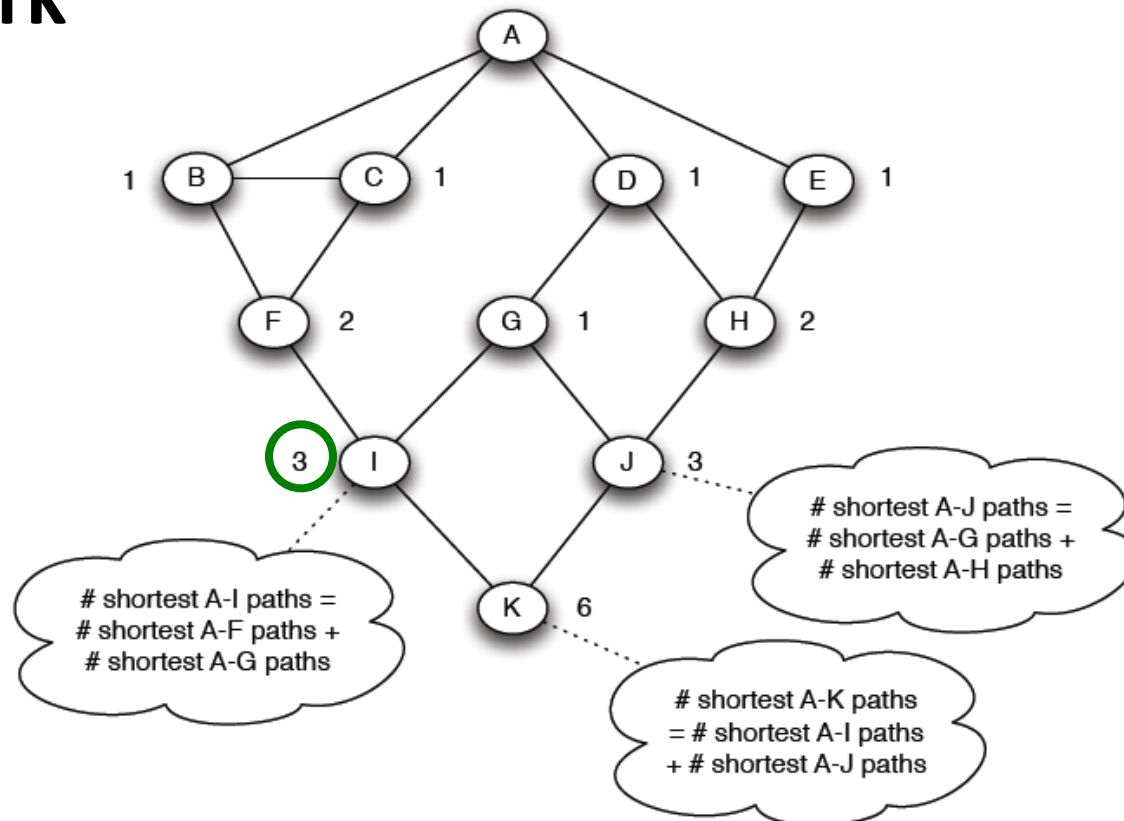 A
1 B C 1 D 1 E 1
F 2 G 1 H 2
3 I J 3
# shortest A-J paths =
# shortest A-G paths +
# shortest A-H paths
# shortest A-I paths =
# shortest A-F paths +
# shortest A-G paths
K 6
# shortest A-K paths
= # shortest A-I paths
+ # shortest A-J paths